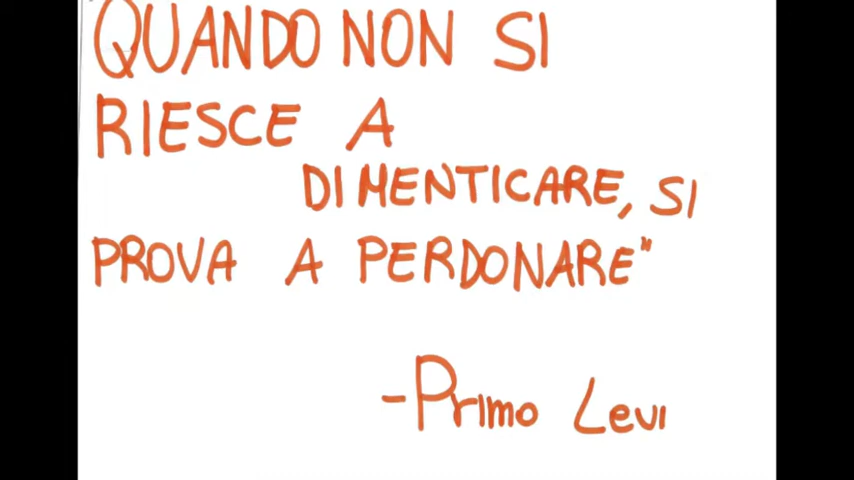 "QUANDO NON SI
RIESCE A
DIMENTICARE, SI
PROVA A PERDONARE"
-Primo Levi